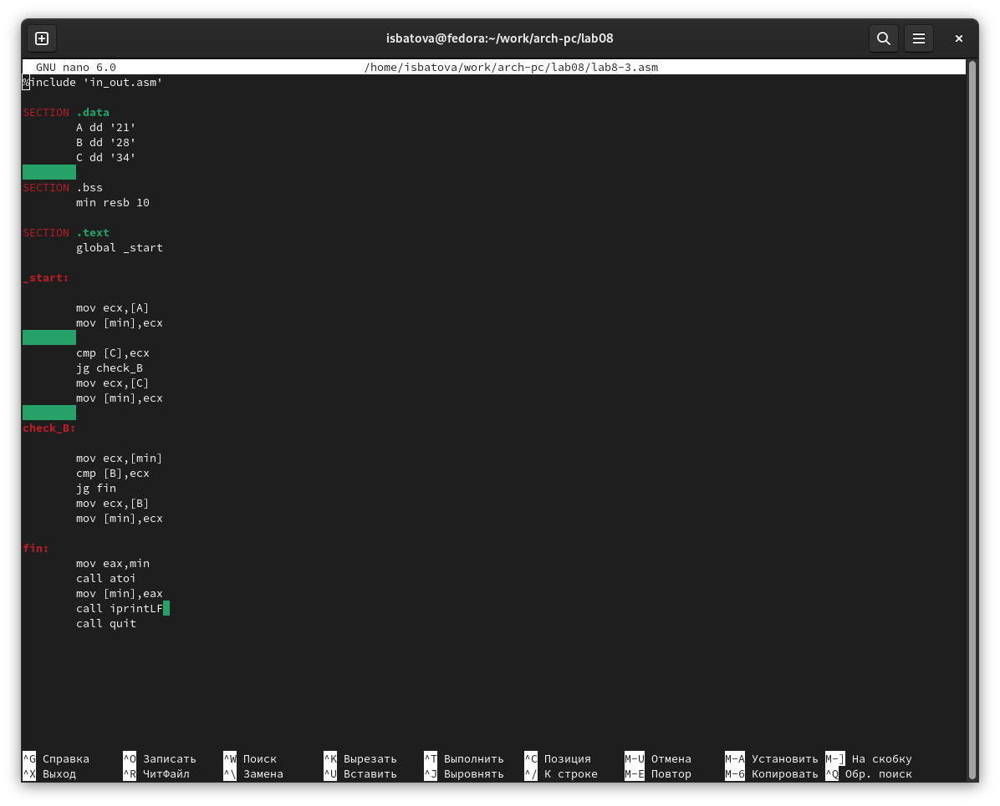 isbatova@fedora:~/work/arch-pc/lab08
GNU nano 6.0 /home/isbatova/work/arch-pc/lab08/lab8-3.asm
%include 'in_out.asm'
SECTION .data
A dd '21'
B dd '28'
C dd '34'
SECTION .bss
min resb 10
SECTION .text
global _start
_start:
mov ecx,[A]
mov [min],ecx
cmp [C],ecx
jg check_B
mov ecx,[C]
mov [min],ecx
check_B:
mov ecx,[min]
cmp [B],ecx
jg fin
mov ecx,[B]
mov [min],ecx
fin:
mov eax,min
call atoi
mov [min],eax
call iprintLF
call quit
^G Справка ^O Записать ^W Поиск ^K Вырезать ^T Выполнить ^C Позиция M-U Отмена M-A Установить M-] На скобку
^X Выход ^R ЧитФайл ^\ Замена ^U Вставить ^J Выровнять ^/ К строке M-E Повтор M-6 Копировать ^Q Обр. поиск